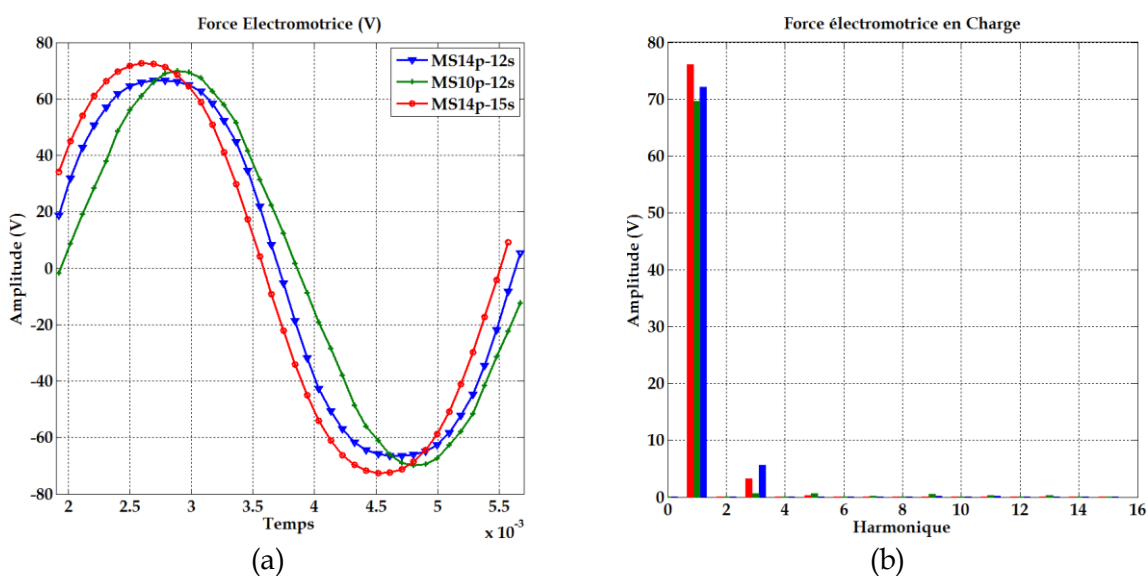 Force Electromotrice (V)
80
60
40
20
0
-20
-40
-60
-80
Amplitude (V)
MS14p-12s
MS10p-12s
MS14p-15s
2
2.5
3
3.5
4
4.5
5
5.5
x 10⁻³
Temps
(a)
Force électromotrice en Charge
80
70
60
50
40
30
20
10
0
Amplitude (V)
0
2
4
6
8
10
12
14
16
Harmonique
(b)